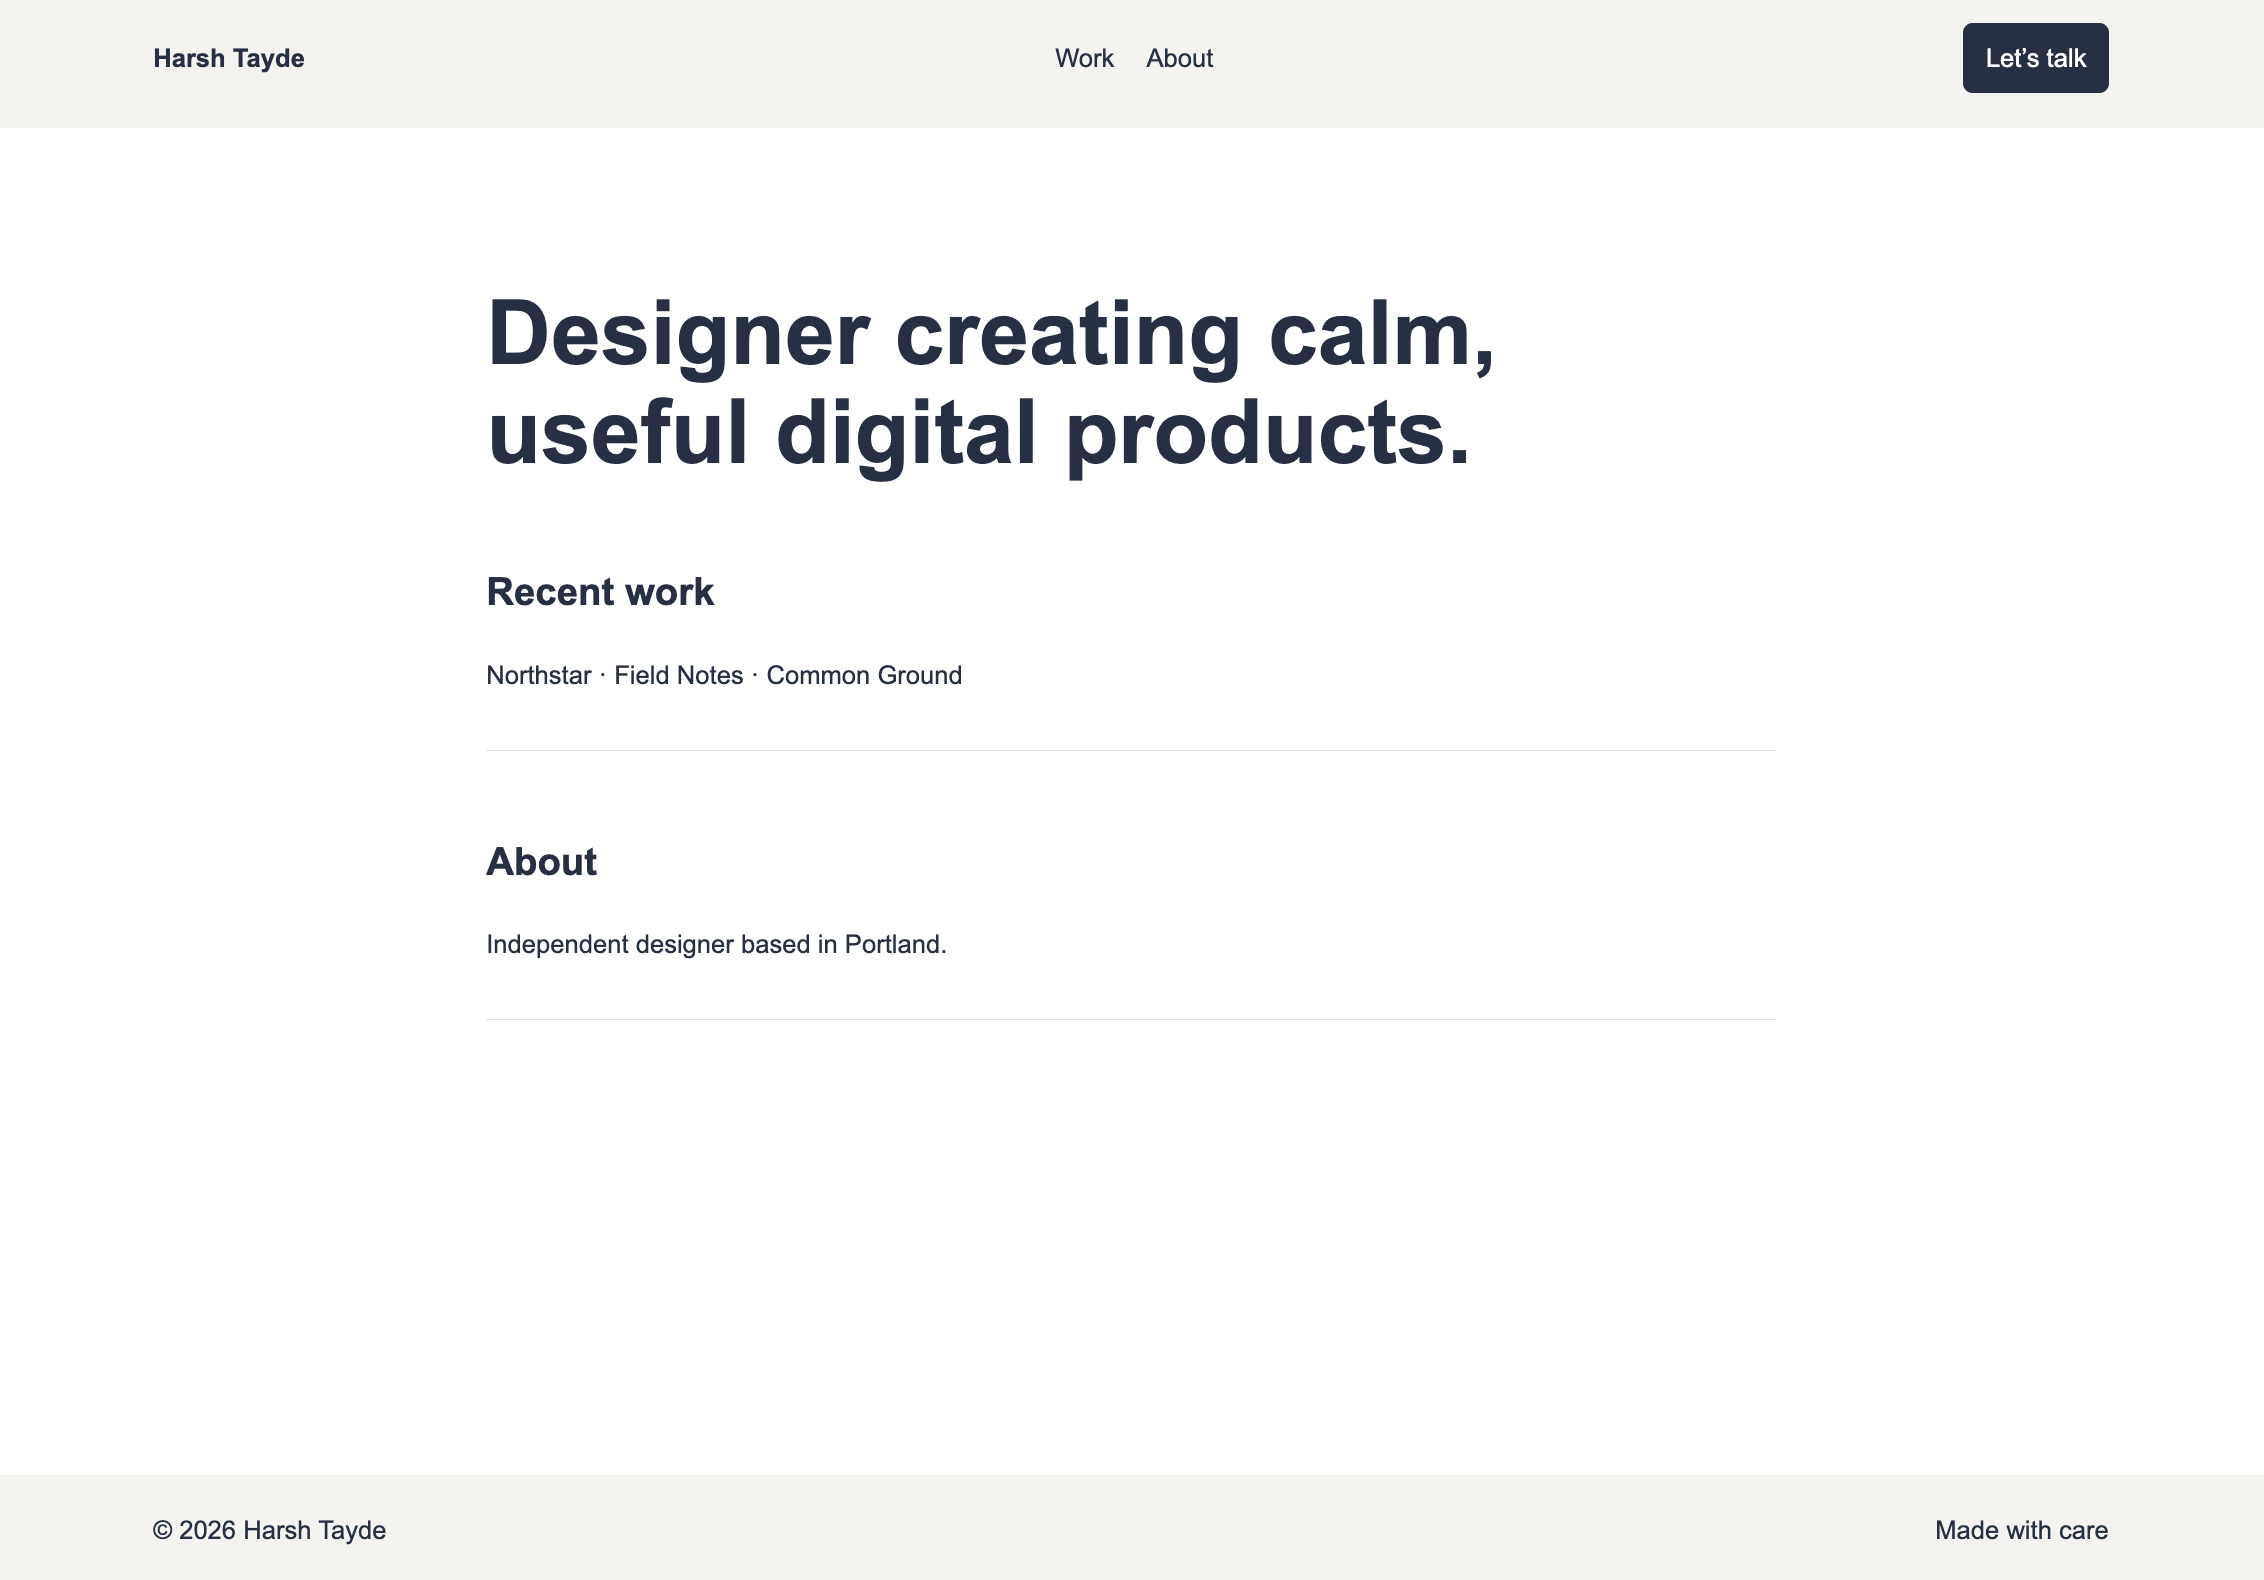 Harsh Tayde
Work
About
Let’s talk
Designer creating calm,
useful digital products.
Recent work
Northstar · Field Notes · Common Ground
About
Independent designer based in Portland.
© 2026 Harsh Tayde
Made with care